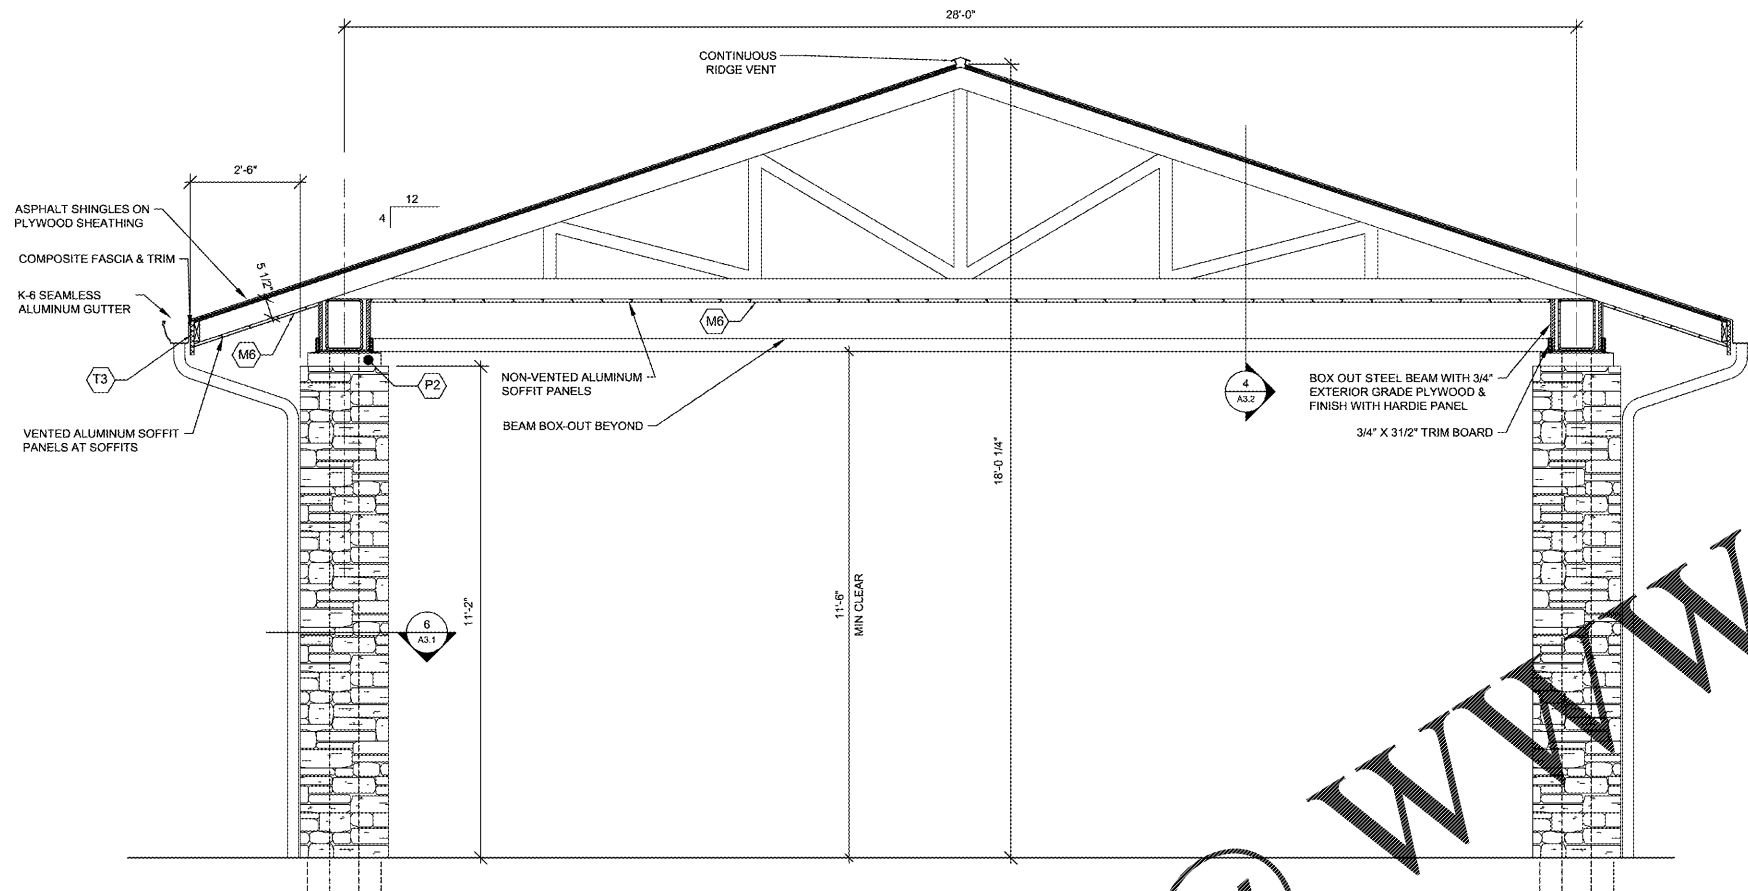 28'-0"
CONTINUOUS
RIDGE VENT
2'-6"
12
4
ASPHALT SHINGLES ON
PLYWOOD SHEATHING
COMPOSITE FASCIA & TRIM
5 1/2"
K-6 SEAMLESS
ALUMINUM GUTTER
M6
M6
T3
P2
NON-VENTED ALUMINUM
SOFFIT PANELS
BEAM BOX-OUT BEYOND
VENTED ALUMINUM SOFFIT
PANELS AT SOFFITS
4
A3.2
BOX OUT STEEL BEAM WITH 3/4"
EXTERIOR GRADE PLYWOOD &
FINISH WITH HARDIE PANEL
3/4" X 31/2" TRIM BOARD
18'-0 1/4"
11'-6"
MIN CLEAR
11'-2"
6
A3.1
WWW